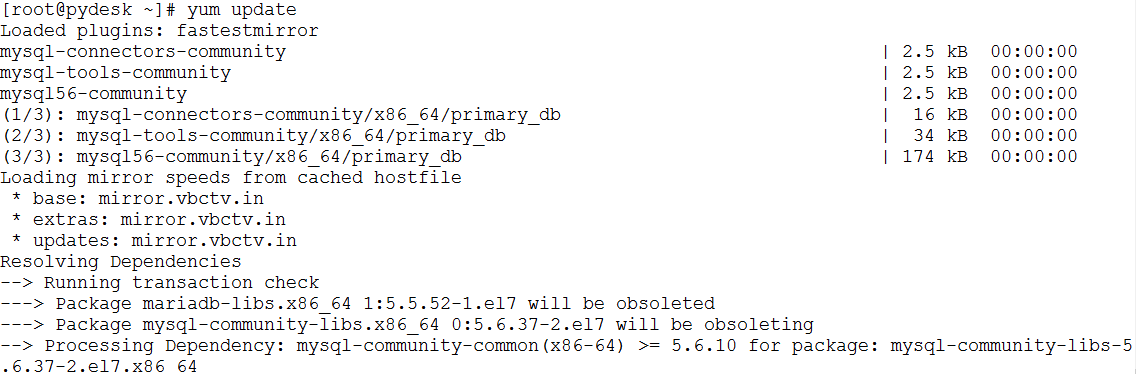 [root@pydesk ~]# yum update
Loaded plugins: fastestmirror
mysql-connectors-community | 2.5 kB 00:00:00
mysql-tools-community | 2.5 kB 00:00:00
mysql56-community | 2.5 kB 00:00:00
(1/3): mysql-connectors-community/x86_64/primary_db | 16 kB 00:00:00
(2/3): mysql-tools-community/x86_64/primary_db | 34 kB 00:00:00
(3/3): mysql56-community/x86_64/primary_db | 174 kB 00:00:00
Loading mirror speeds from cached hostfile
* base: mirror.vbctv.in
* extras: mirror.vbctv.in
* updates: mirror.vbctv.in
Resolving Dependencies
--> Running transaction check
---> Package mariadb-libs.x86_64 1:5.5.52-1.el7 will be obsoleted
---> Package mysql-community-libs.x86_64 0:5.6.37-2.el7 will be obsoleting
--> Processing Dependency: mysql-community-common(x86-64) >= 5.6.10 for package: mysql-community-libs-5
.6.37-2.el7.x86_64